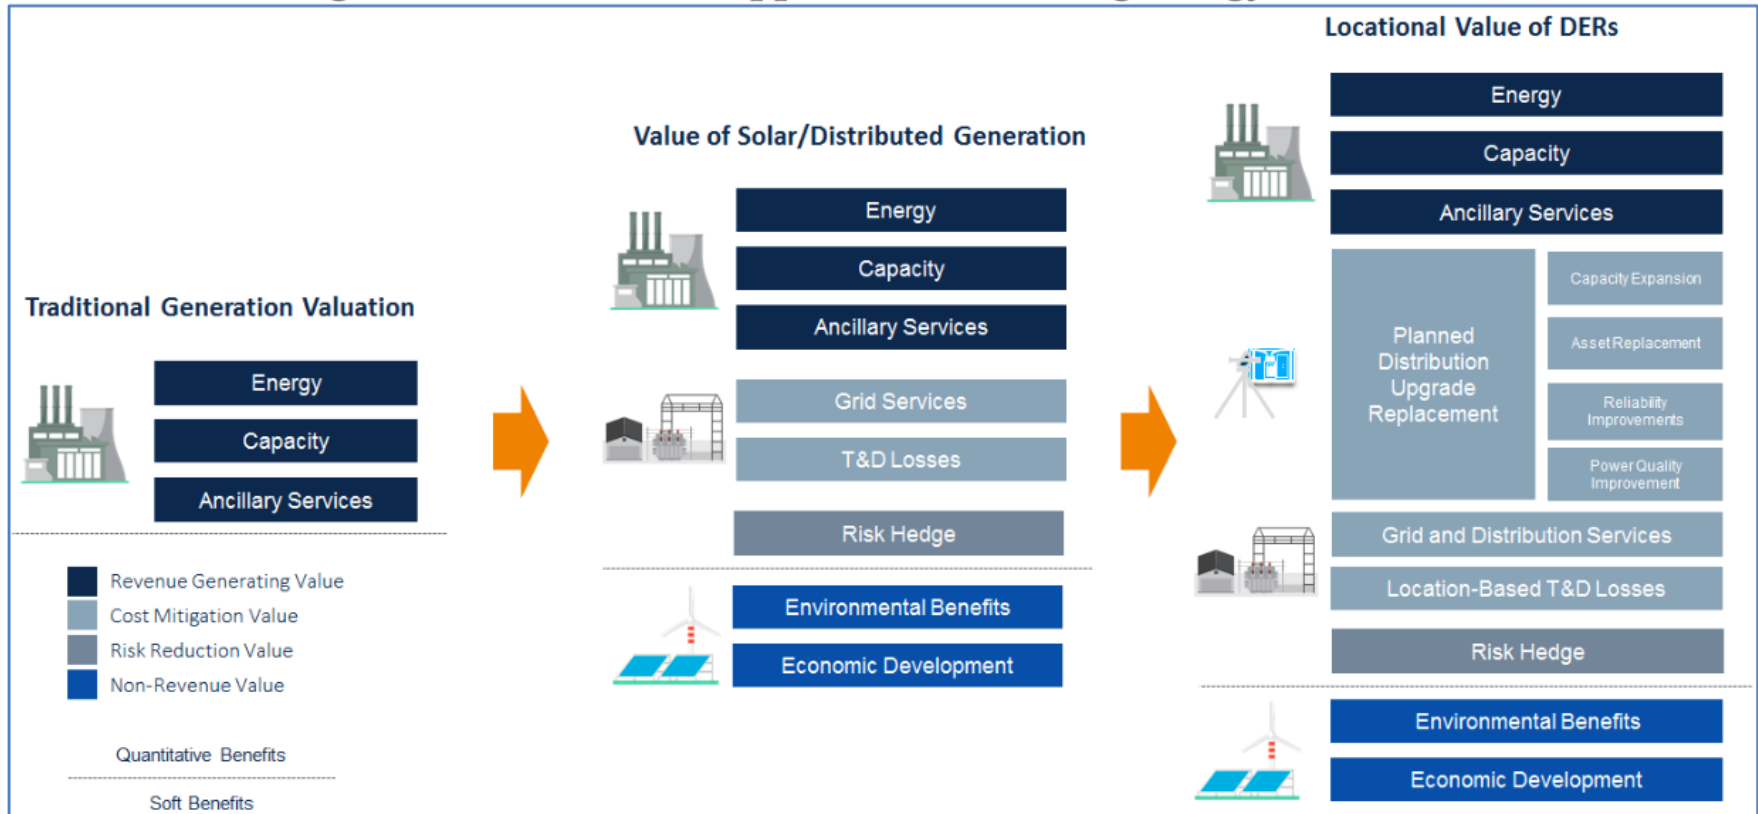 Traditional Generation Valuation
Energy
Capacity
Ancillary Services
Revenue Generating Value
Cost Mitigation Value
Risk Reduction Value
Non-Revenue Value
Quantitative Benefits
Soft Benefits
Value of Solar/Distributed Generation
Energy
Capacity
Ancillary Services
Grid Services
T&D Losses
Risk Hedge
Environmental Benefits
Economic Development
Locational Value of DERs
Energy
Capacity
Ancillary Services
Planned
Distribution
Upgrade
Replacement
Capacity Expansion
Asset Replacement
Reliability
Improvements
Power Quality
Improvement
Grid and Distribution Services
Location-Based T&D Losses
Risk Hedge
Environmental Benefits
Economic Development